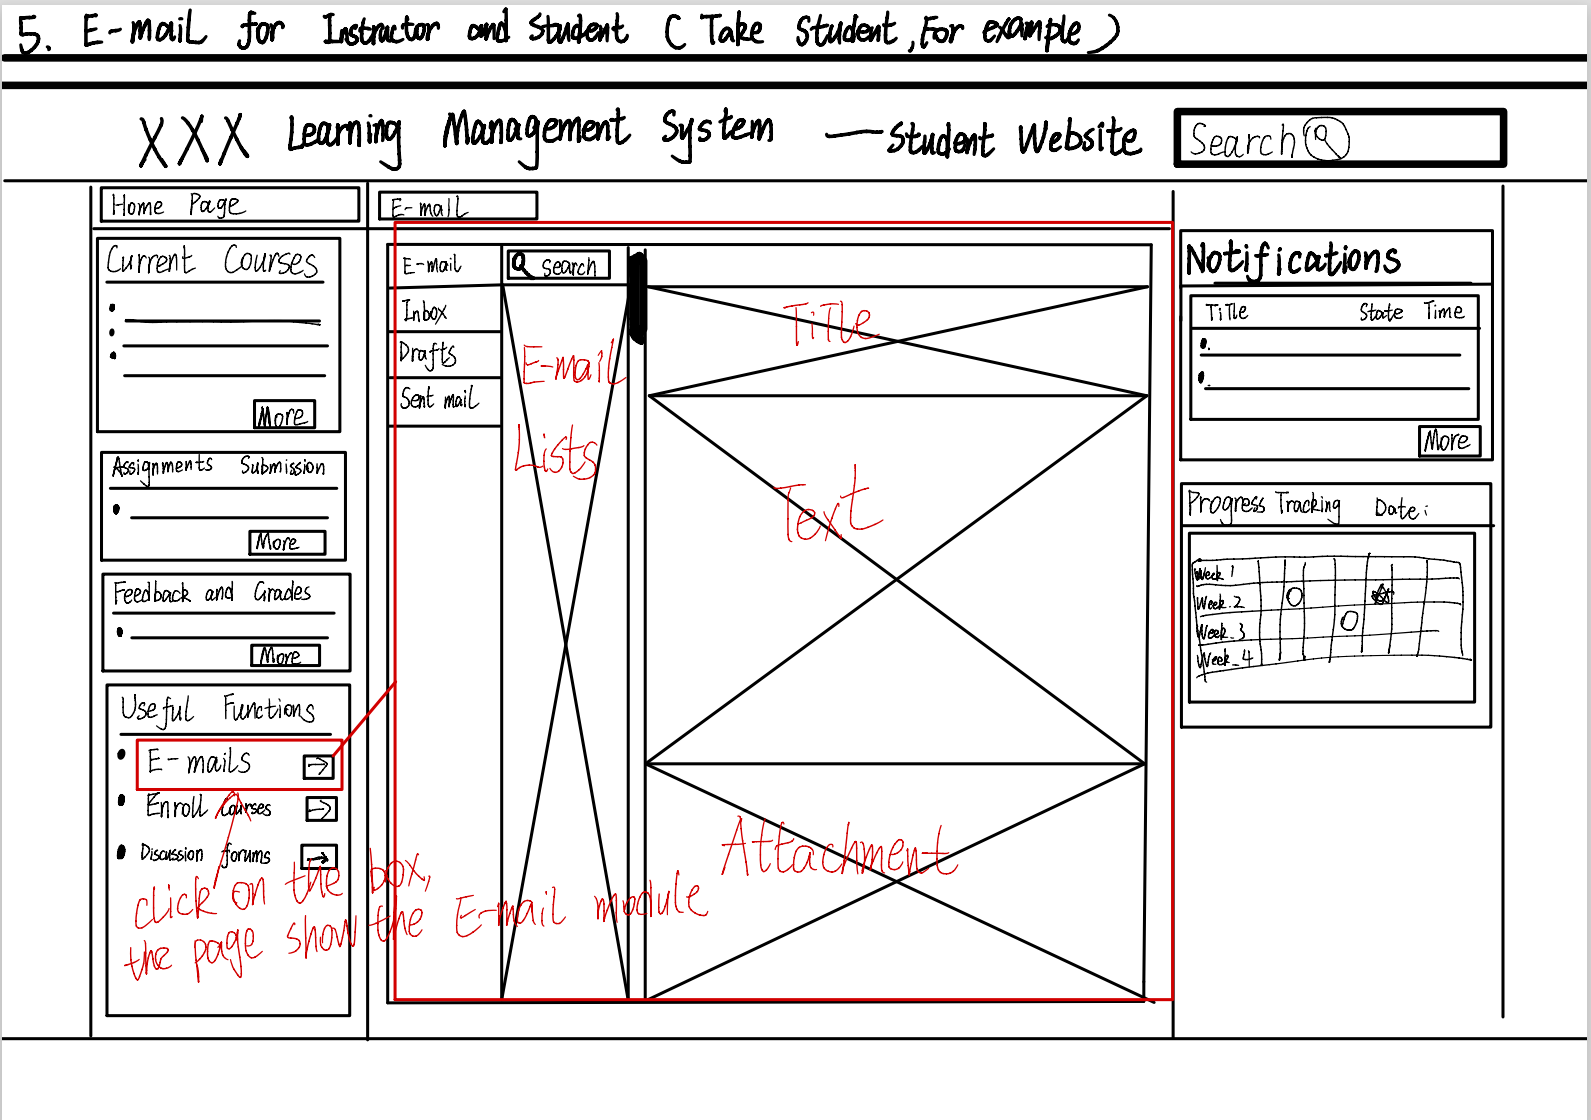 5. E-mail for Instractor and Student ( Take Student, For example )
XXX Learning Management System — Student Website
Search
Home Page
Current Courses
More
Assignments Submission
More
Feedback and Grades
More
Useful Functions
E-mails
Enroll Courses
Discussion forums
click on the box,
the page show the E-mail module
E-mail
E-mail
Inbox
Drafts
Sent mail
Search
E-mail
Lists
Title
Text
Attachment
Notifications
Title State Time
More
Progress Tracking Date:
Week 1
Week 2
Week 3
Week 4